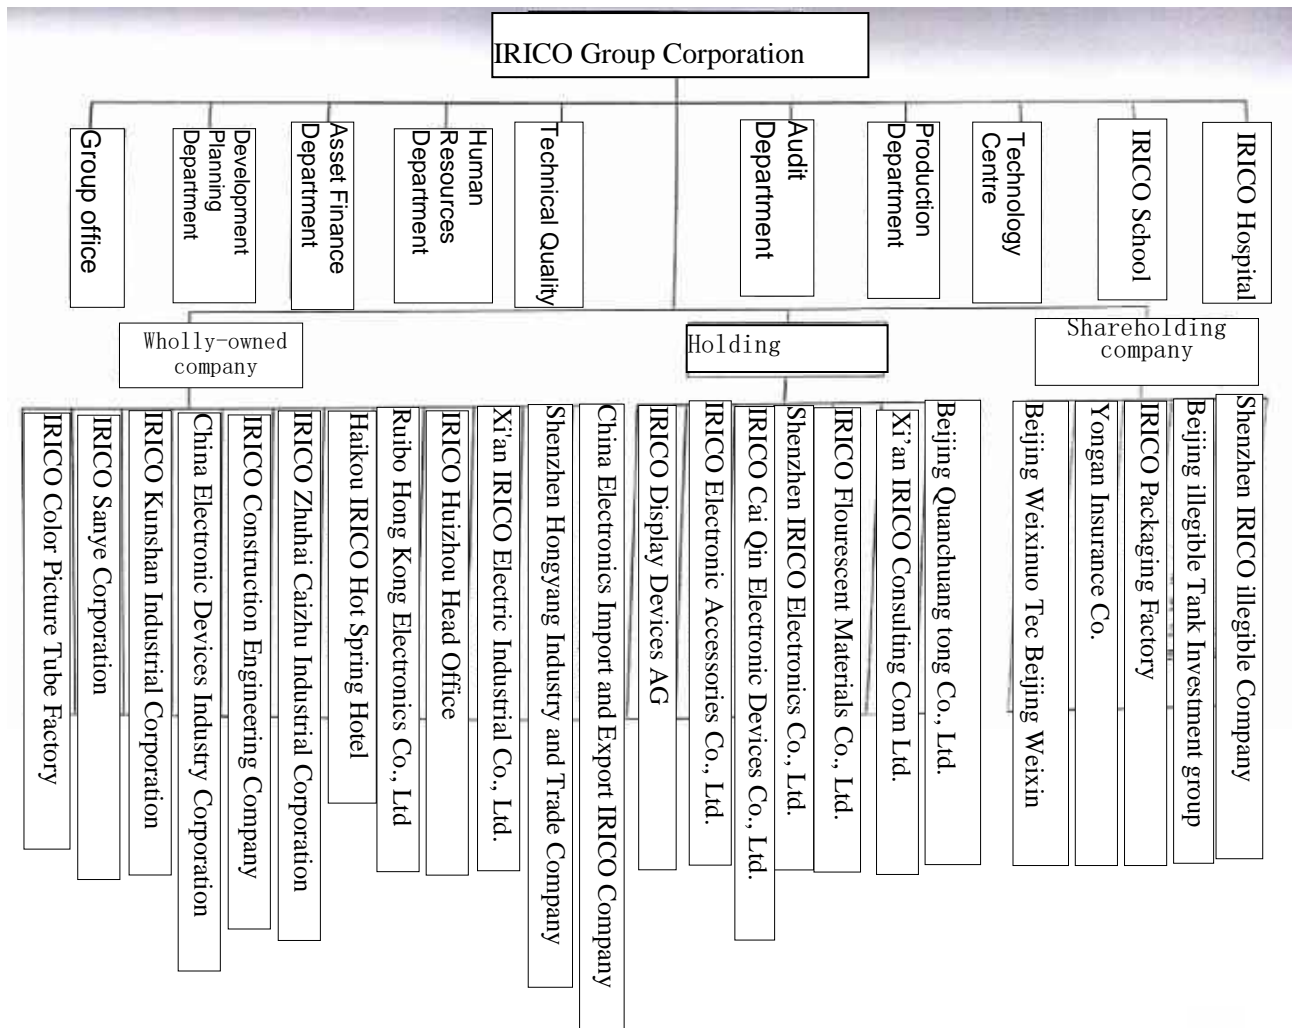 IRICO Group Corporation
Group office
Development
Planning
Department
Asset Finance
Department
Human
Resources
Department
Technical Quality
Audit
Department
Production
Department
Technology
Centre
IRICO School
IRICO Hospital
Wholly-owned
company
Holding
Shareholding
company
IRICO Color Picture Tube Factory
IRICO Sanye Corporation
IRICO Kunshan Industrial Corporation
China Electronic Devices Industry Corporation
IRICO Construction Engineering Company
IRICO Zhuhai Caizhu Industrial Corporation
Haikou IRICO Hot Spring Hotel
Ruibo Hong Kong Electronics Co., Ltd
IRICO Huizhou Head Office
Xi'an IRICO Electric Industrial Co., Ltd.
Shenzhen Hongyang Industry and Trade Company
China Electronics Import and Export IRICO Company
IRICO Display Devices AG
IRICO Electronic Accessories Co., Ltd.
IRICO Cai Qin Electronic Devices Co., Ltd.
Shenzhen IRICO Electronics Co., Ltd.
IRICO Flourescent Materials Co., Ltd.
Xi’an IRICO Consulting Com Ltd.
Beijing Quanchuang tong Co., Ltd.
Beijing Weixinuo Tec Beijing Weixin
Yongan Insurance Co.
IRICO Packaging Factory
Beijing illegible Tank Investment group
Shenzhen IRICO illegible Company